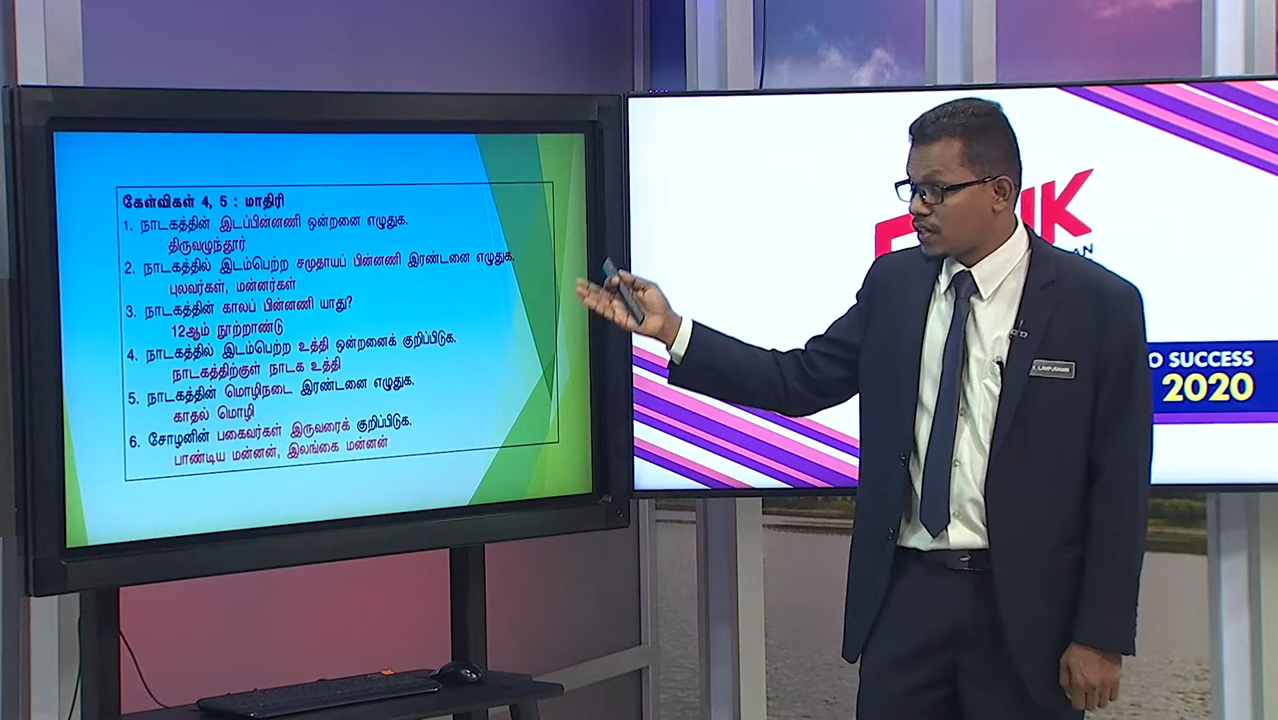 கேள்விகள் 4, 5 : மாதிரி
1. நாடகத்தின் இடப்பின்னணி ஒன்றனை எழுதுக.
திருவழுந்தூர்
2. நாடகத்தில் இடம்பெற்ற சமுதாயப் பின்னணி இரண்டனை எழுதுக.
புலவர்கள், மன்னர்கள்
3. நாடகத்தின் காலப் பின்னணி யாது?
12ஆம் நூற்றாண்டு
4. நாடகத்தில் இடம்பெற்ற உத்தி ஒன்றனைக் குறிப்பிடுக.
நாடகத்திற்குள் நாடக உத்தி
5. நாடகத்தின் மொழிநடை இரண்டனை எழுதுக.
காதல் மொழி
6. சோழனின் பகைவர்கள் இருவரைக் குறிப்பிடுக.
பாண்டிய மன்னன், இலங்கை மன்னன்
O SUCCESS
2020